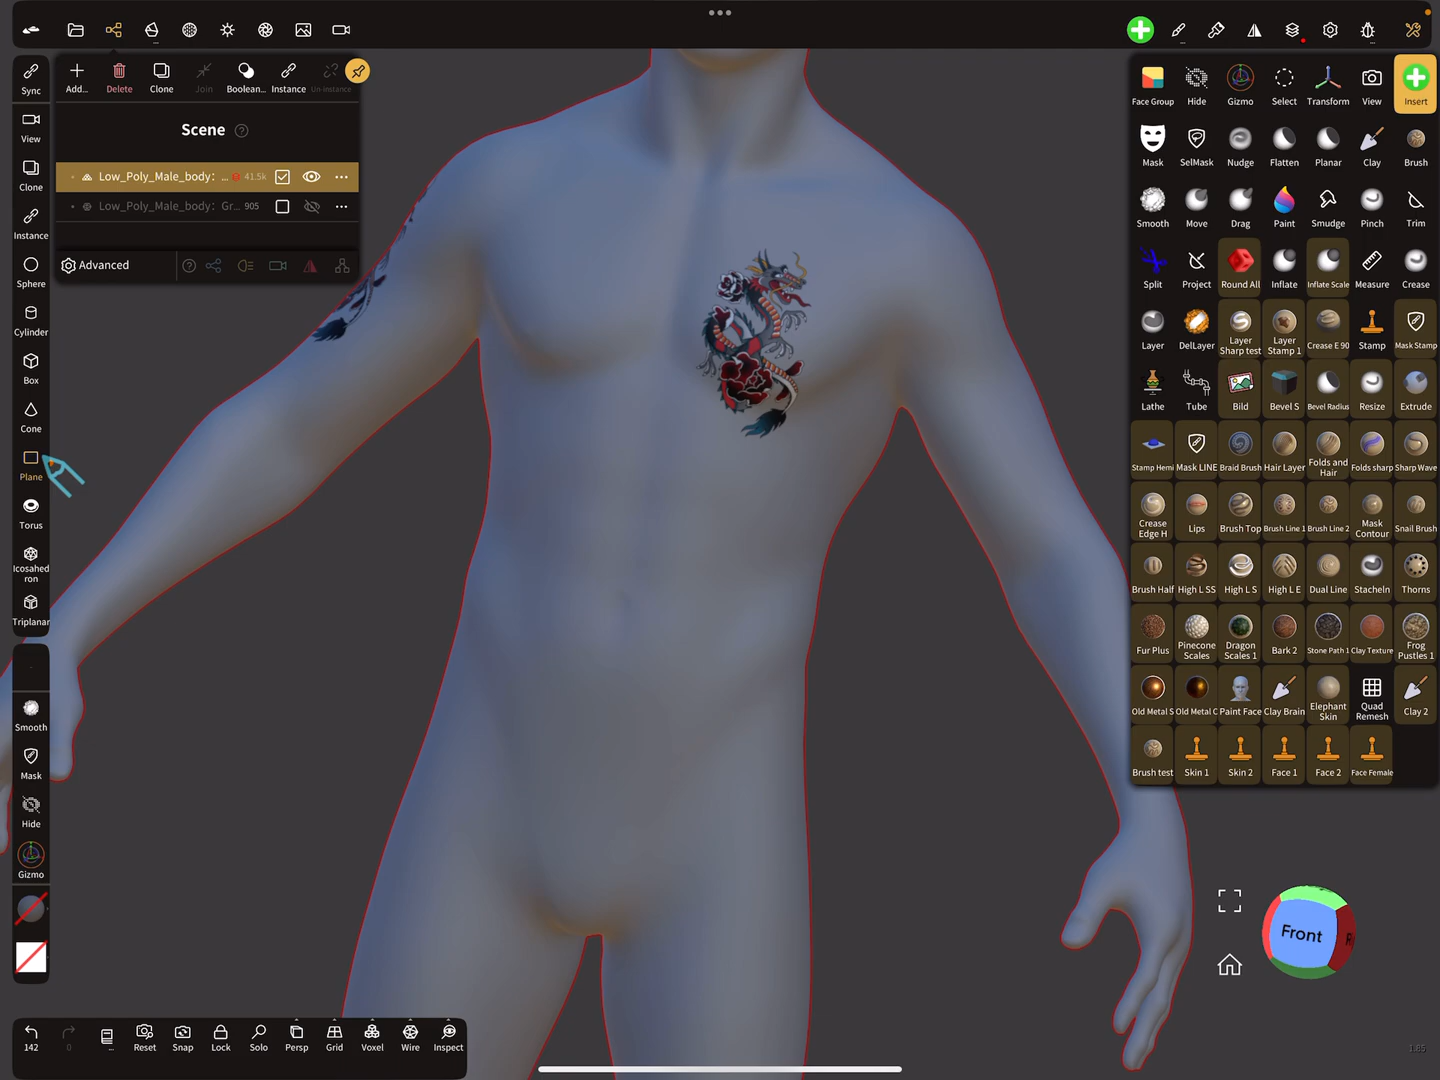 Sync
View
Clone
Instance
Sphere
Cylinder
Box
Cone
Plane
Torus
Icosahed
ron
Triplanar
Smooth
Mask
Hide
Gizmo
Add...
Delete
Clone
Join
Boolean...
Instance
Un-instance
Scene ?
Low_Poly_Male_body: ... 41.5k ...
Low_Poly_Male_body: Gr... 905 ...
Advanced ?
Face Group Hide Gizmo Select Transform View Insert
Mask SelMask Nudge Flatten Planar Clay Brush
Smooth Move Drag Paint Smudge Pinch Trim
Split Project Round All Inflate Inflate Scale Measure Crease
Layer DelLayer Layer Sharp test Layer Stamp 1 Crease E 90 Stamp Mask Stamp
Lathe Tube Bild Bevel S Bevel Radius Resize Extrude
Stamp Hemi Mask LINE Braid Brush Hair Layer Folds and Hair Folds sharp Sharp Wave
Crease Edge H Lips Brush Top Brush Line 1 Brush Line 2 Mask Contour Snail Brush
Brush Half High L SS High L S High L E Dual Line Stacheln Thorns
Fur Plus Pinecone Scales Dragon Scales 1 Bark 2 Stone Path 1 Clay Texture Frog Pustles 1
Old Metal S Old Metal C Paint Face Clay Brain Elephant Skin Quad Remesh Clay 2
Brush test Skin 1 Skin 2 Face 1 Face 2 Face Female
Front
R
142 0 ... Reset Snap Lock Solo Persp Grid Voxel Wire Inspect
1.85